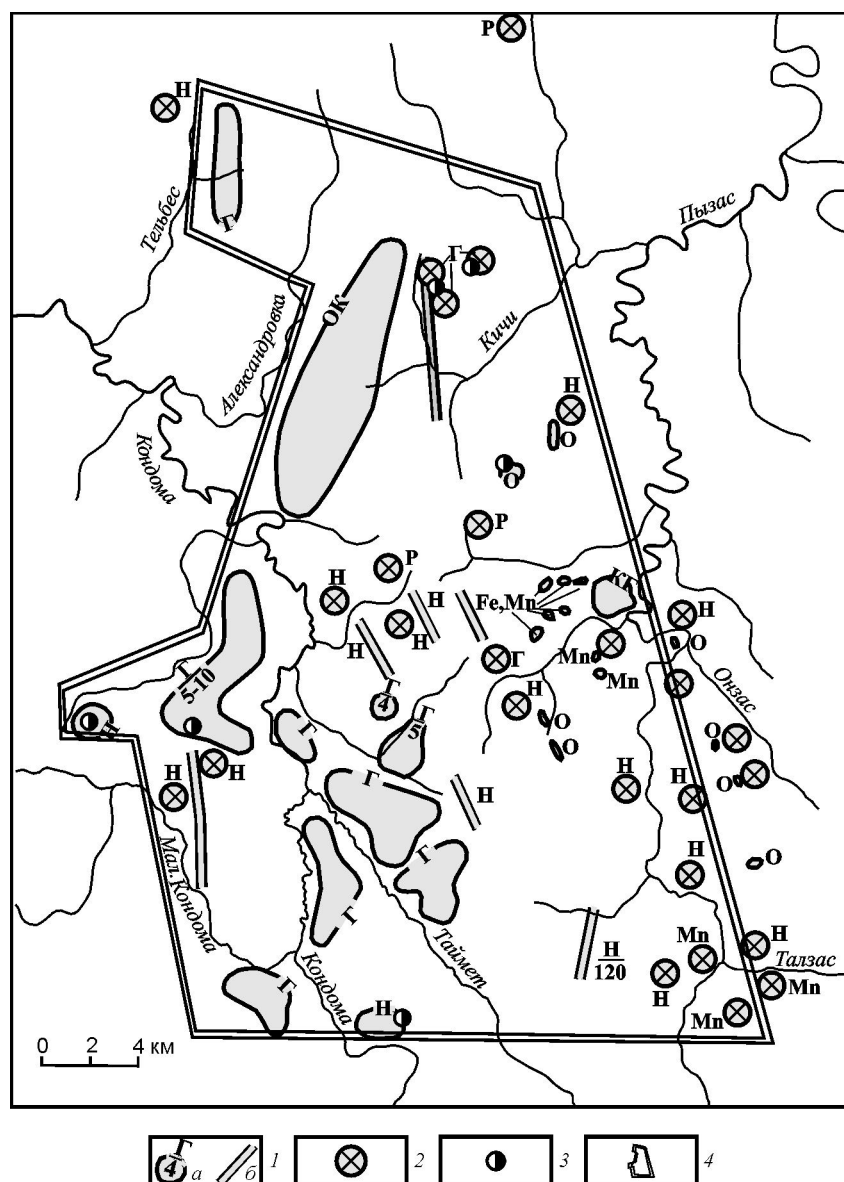 Р
Н
Г
Тельбес
Пызас
Г
ОК
Кичи
Александровка
Н
О
Кондома
О
Р
Р
Н
Н
Fe,Mn
КГ
Н
Н
Н
Г
Mn
О
Г
5-10
Г
4
Mn
Онзас
Н
Н
Г
5
Г
О
О
О
Н
Н
Г
Н
Н
Н
О
Г
Н
О
Мал.Кондома
Г
Таймет
Н
120
Mn
Н
Талзас
Н
Mn
Г
Кондома
Н
Mn
0 2 4 км
Г
4 а б 1 2 3 4